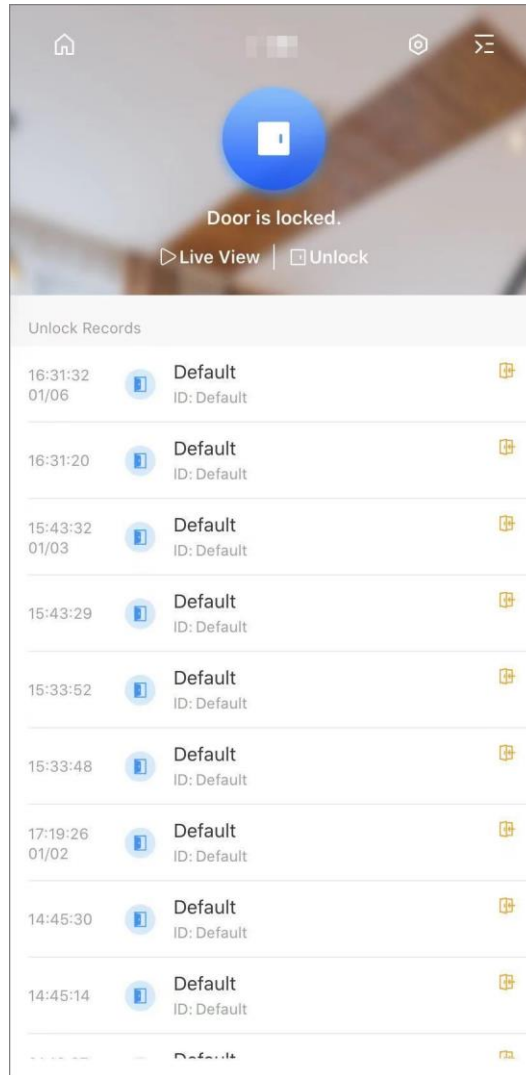 Door is locked.
Live View
Unlock
Unlock Records
16:31:32
01/06
Default
ID: Default
16:31:20
Default
ID: Default
15:43:32
01/03
Default
ID: Default
15:43:29
Default
ID: Default
15:33:52
Default
ID: Default
15:33:48
Default
ID: Default
17:19:26
01/02
Default
ID: Default
14:45:30
Default
ID: Default
14:45:14
Default
ID: Default
Default